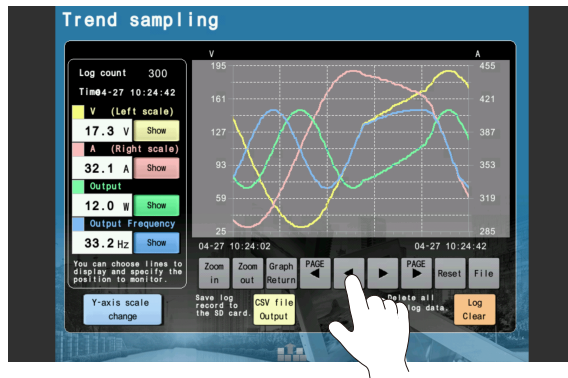 Trend sampling
V
A
Log count 300
Time 04-27 10:24:42
V (Left scale)
17.3 V Show
A (Right scale)
32.1 A Show
Output
12.0 W Show
Output Frequency
33.2 Hz Show
You can choose lines to
display and specify the
position to monitor.
195
161
127
93
59
25
455
421
387
353
319
285
04-27 10:24:02
04-27 10:24:42
Zoom in
Zoom out
Graph Return
PAGE
PAGE
Reset
File
Y-axis scale
change
Save log
record to
the SD card.
CSV file
Output
Delete all
log data.
Log
Clear